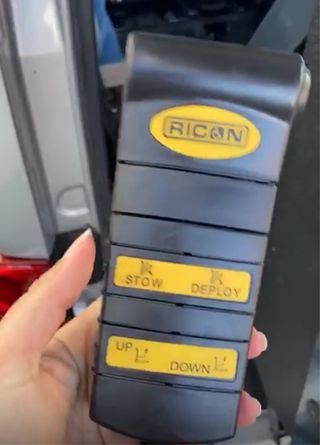 RICON
STOW DEPLOY
UP DOWN